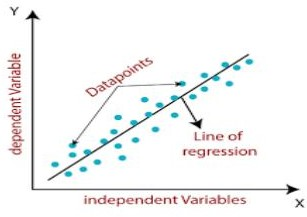 Y
dependent Variable
Datapoints
Line of
regression
independent Variables
X